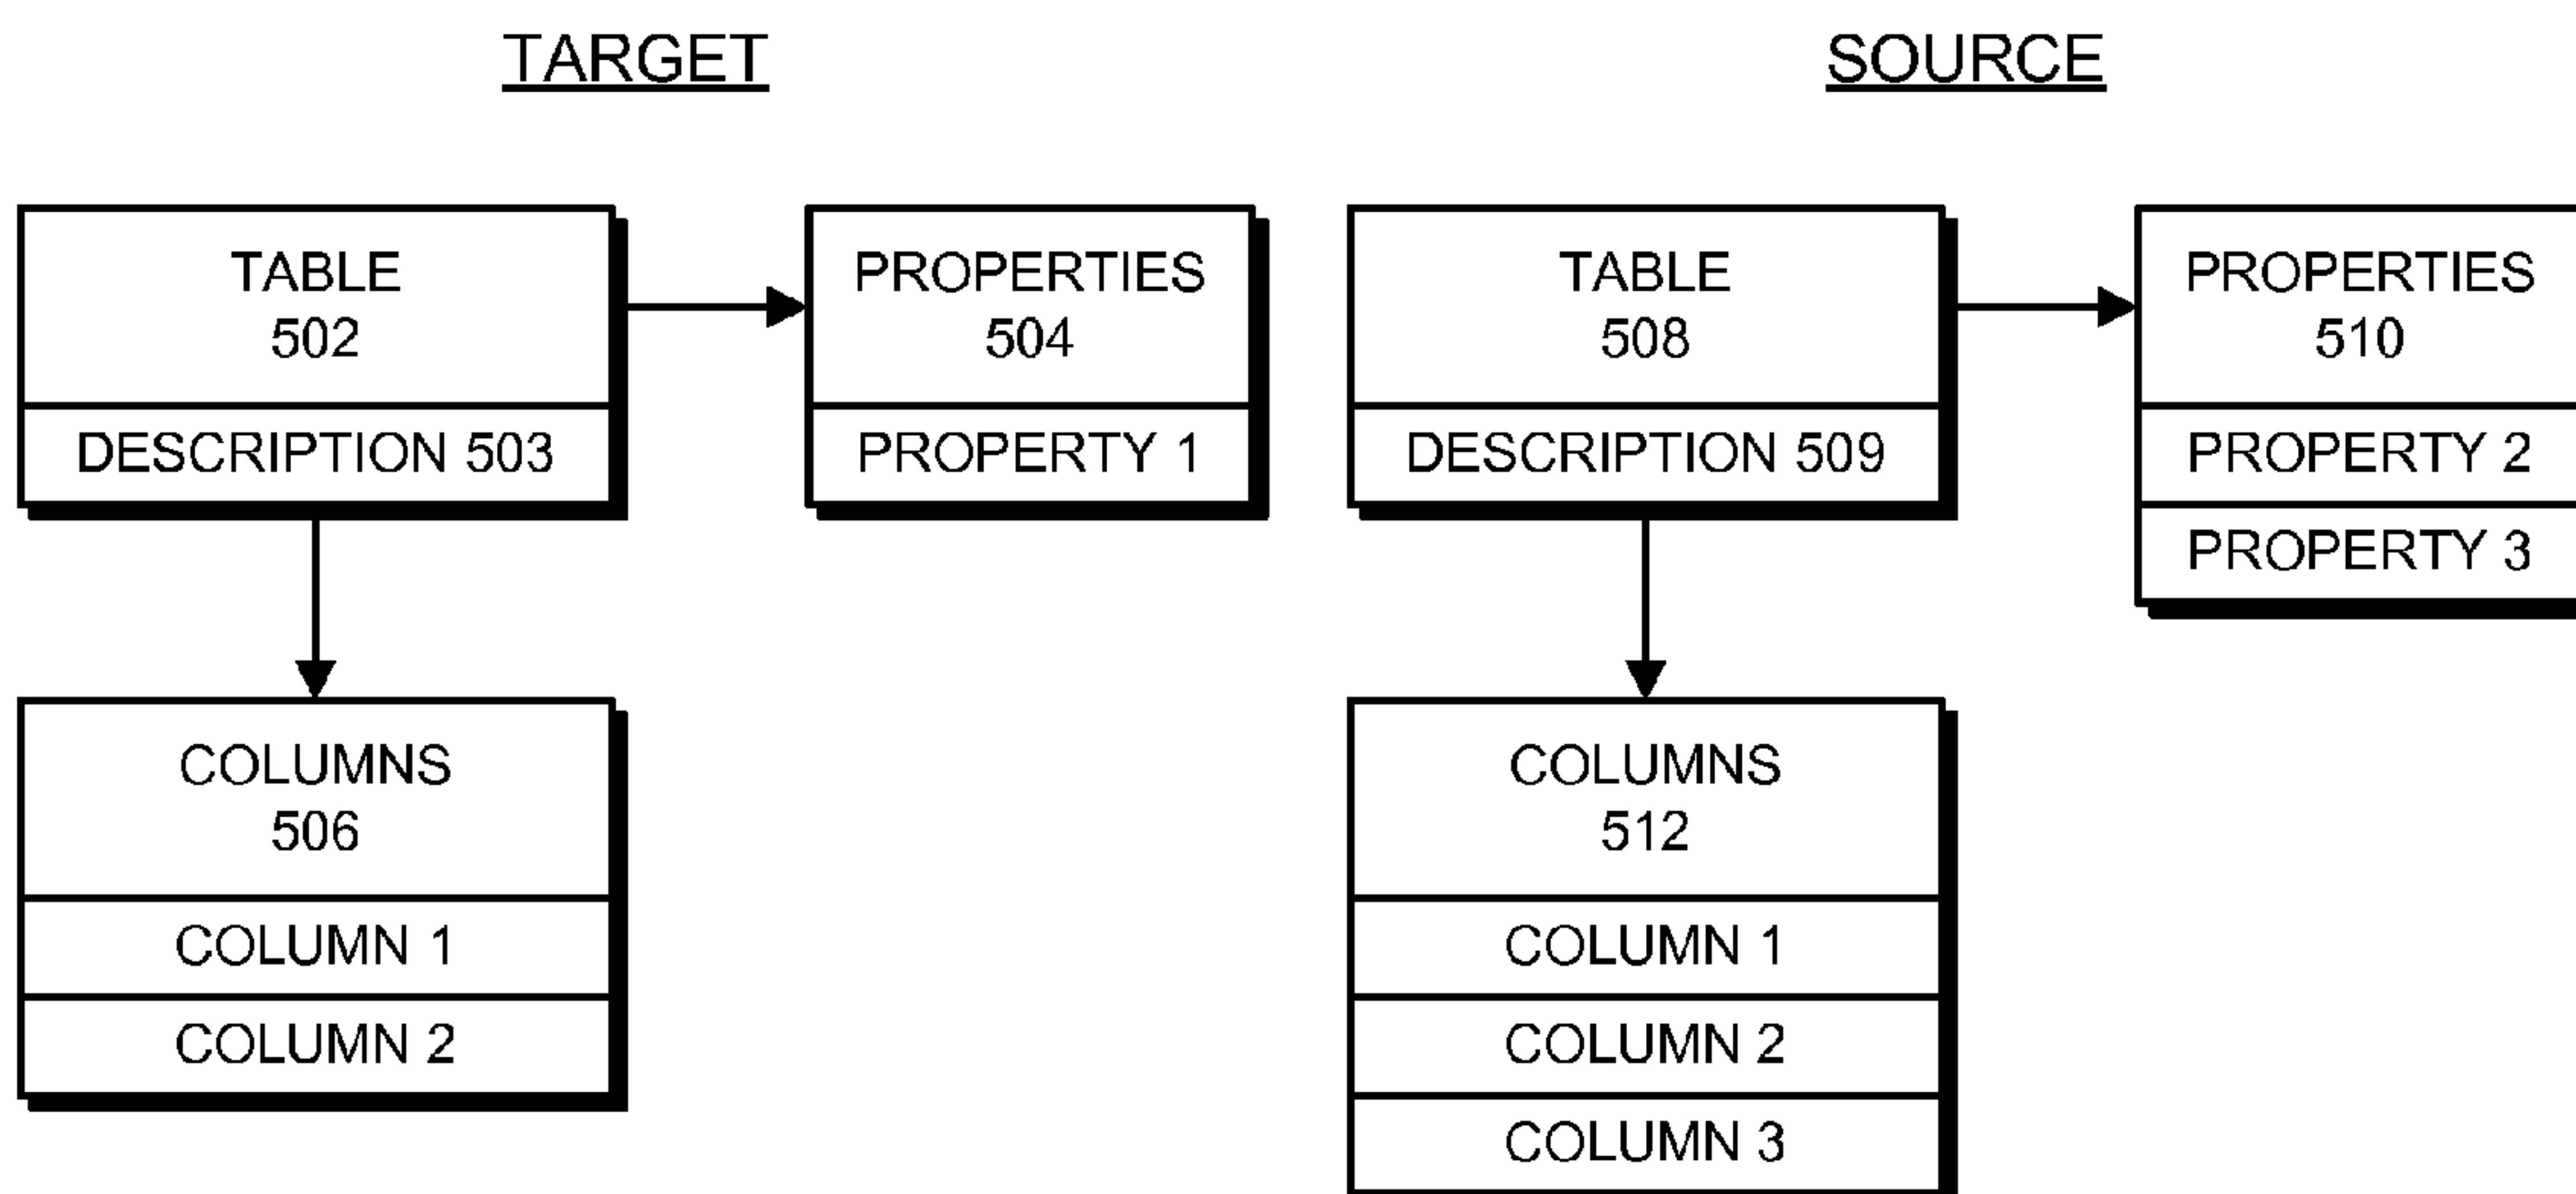 TARGET
TABLE
502
DESCRIPTION 503
PROPERTIES
504
PROPERTY 1
COLUMNS
506
COLUMN 1
COLUMN 2
SOURCE
TABLE
508
DESCRIPTION 509
PROPERTIES
510
PROPERTY 2
PROPERTY 3
COLUMNS
512
COLUMN 1
COLUMN 2
COLUMN 3